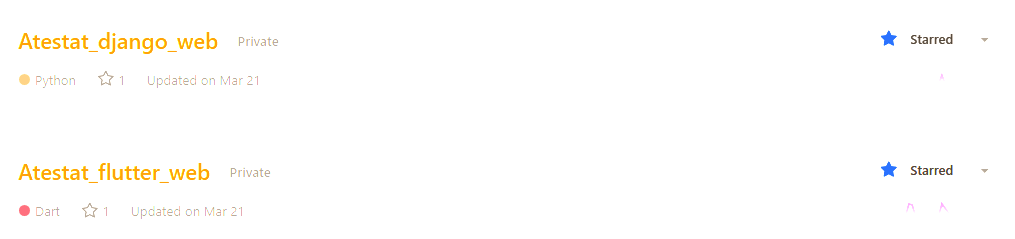 Atestat_django_web Private Starred
Python 1 Updated on Mar 21
Atestat_flutter_web Private Starred
Dart 1 Updated on Mar 21